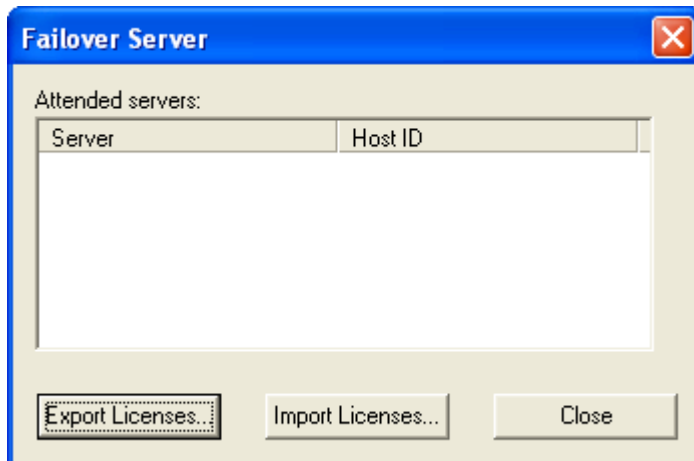 Failover Server
Attended servers:
Server Host ID
Export Licenses... Import Licenses... Close